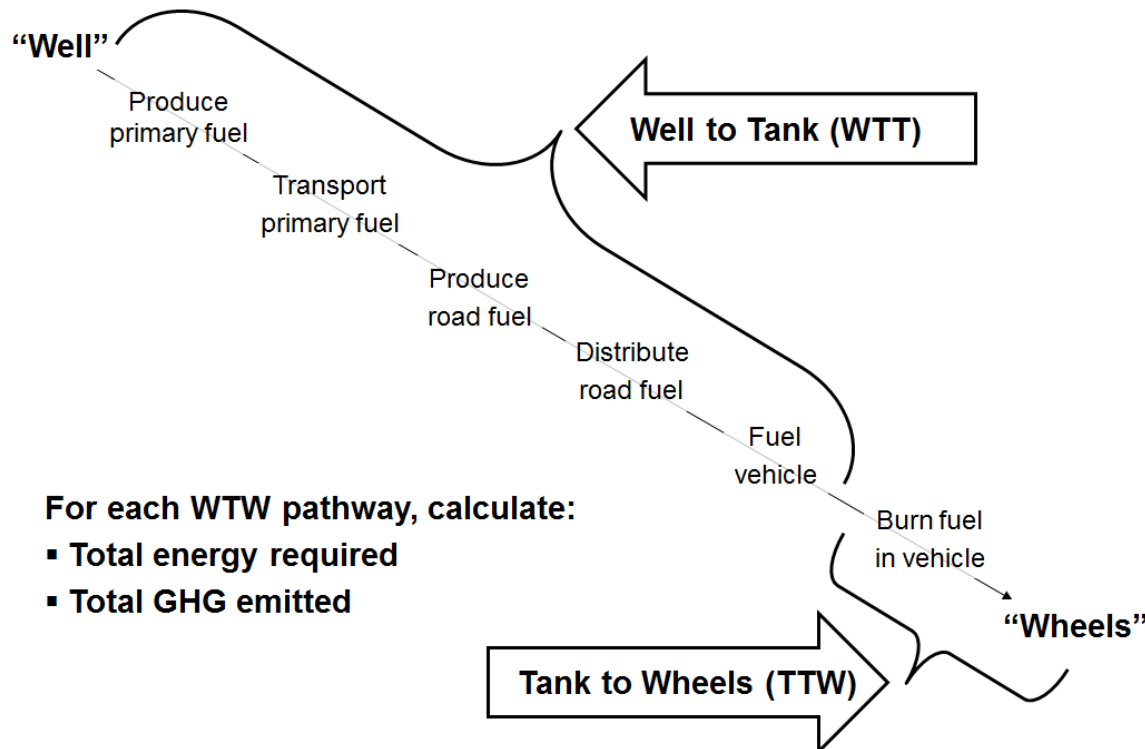 “Well”
Produce
primary fuel
Well to Tank (WTT)
Transport
primary fuel
Produce
road fuel
Distribute
road fuel
Fuel
vehicle
For each WTW pathway, calculate:
▪ Total energy required
▪ Total GHG emitted
Burn fuel
in vehicle
“Wheels”
Tank to Wheels (TTW)